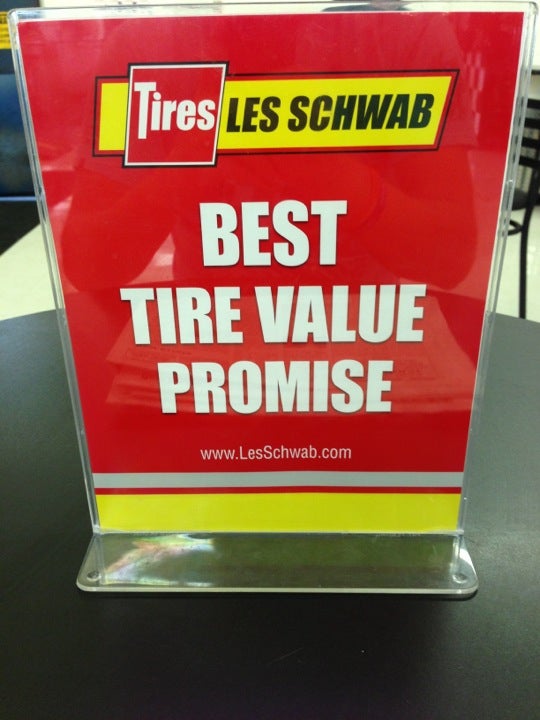 Tires LES SCHWAB
BEST
TIRE VALUE
PROMISE
www.LesSchwab.com